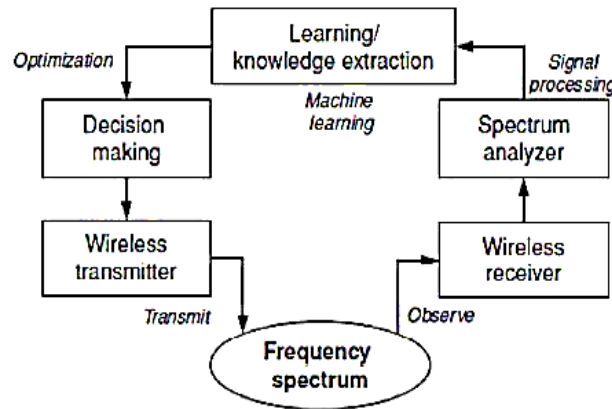 Learning/
knowledge extraction
Optimization
Signal
processing
Machine
learning
Decision
making
Spectrum
analyzer
Wireless
transmitter
Wireless
receiver
Transmit
Observe
Frequency
spectrum